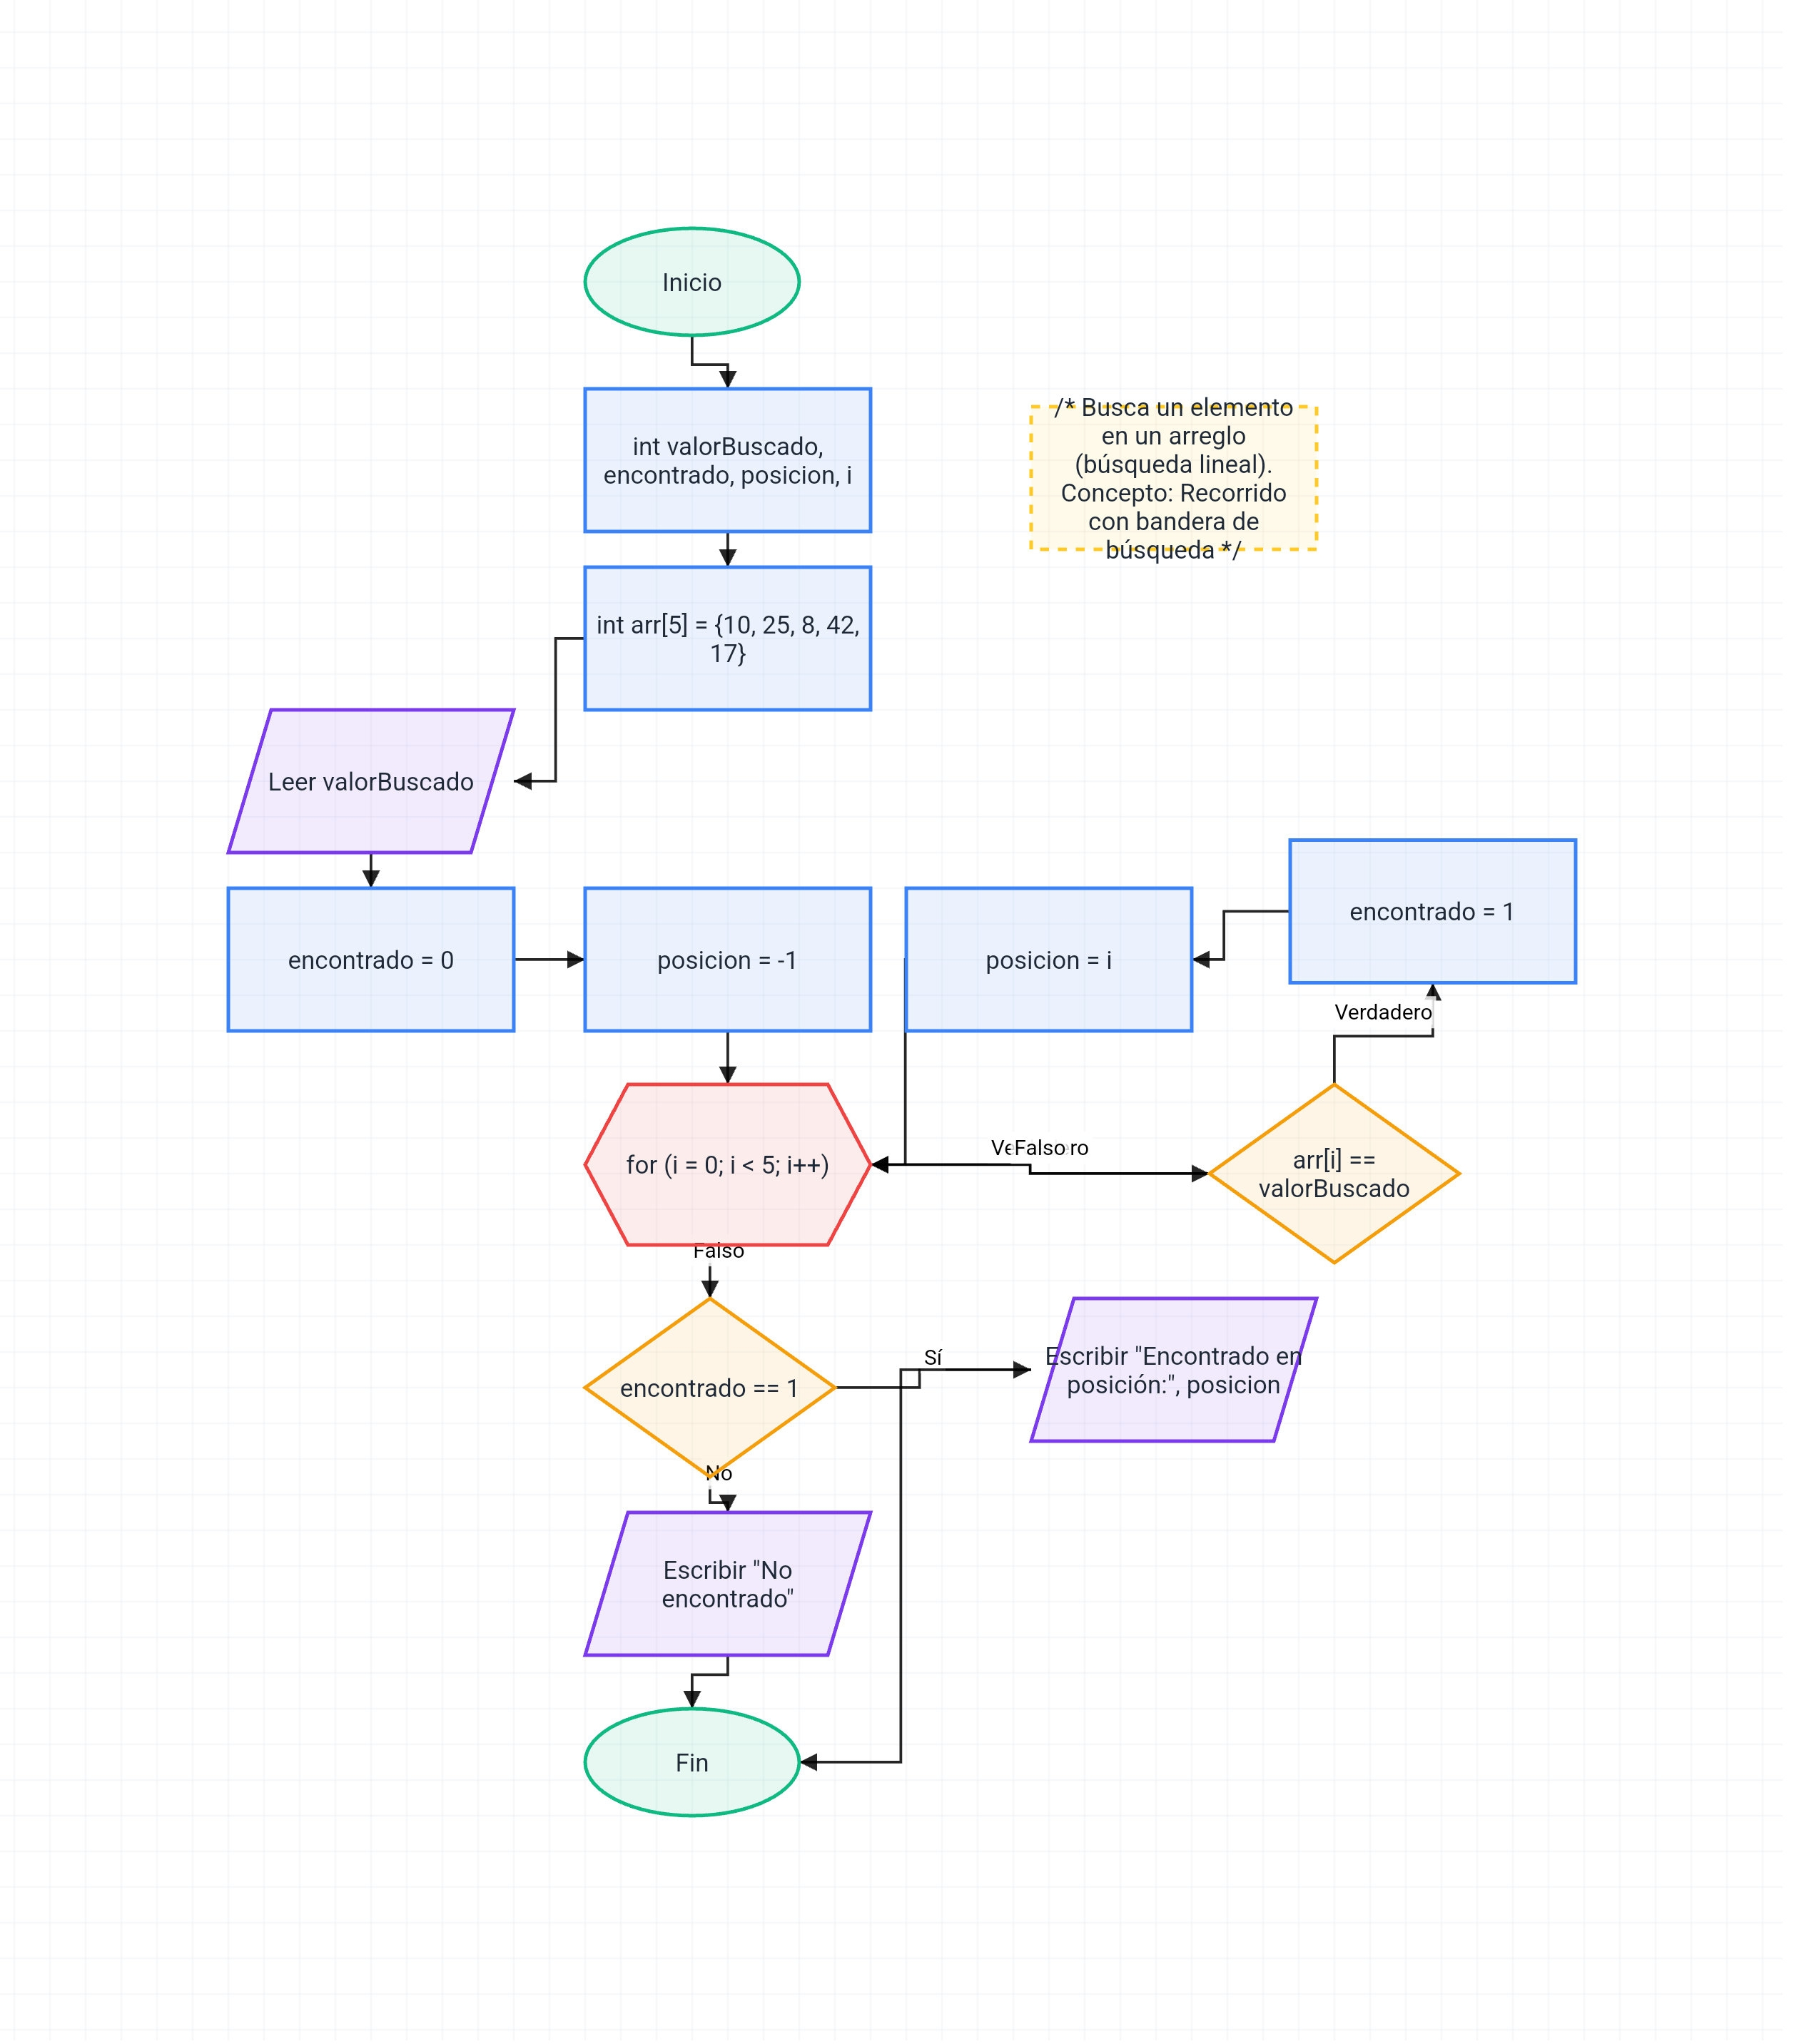 Inicio
int valorBuscado,
encontrado, posicion, i
/* Busca un elemento
en un arreglo
(búsqueda lineal).
Concepto: Recorrido
con bandera de
búsqueda */
int arr[5] = {10, 25, 8, 42,
17}
Leer valorBuscado
encontrado = 0
posicion = -1
posicion = i
encontrado = 1
Verdadero
for (i = 0; i < 5; i++)
Falso
arr[i] ==
valorBuscado
Falso
encontrado == 1
Sí
Escribir "Encontrado en
posición:", posicion
No
Escribir "No
encontrado"
Fin